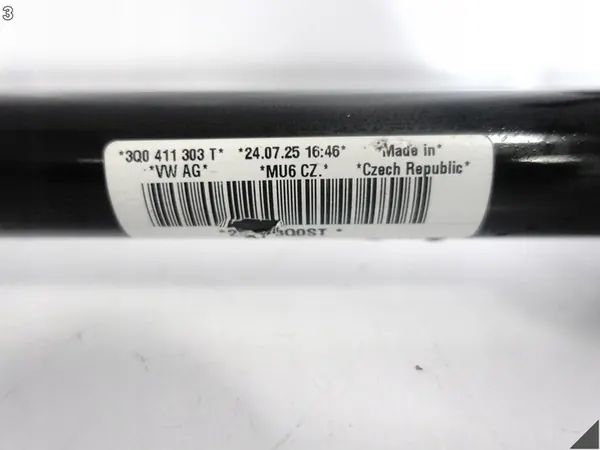 3
*3Q0 411 303 T* *24.07.25 16:46* *Made in*
*VW AG* *MU6 CZ.* *Czech Republic*